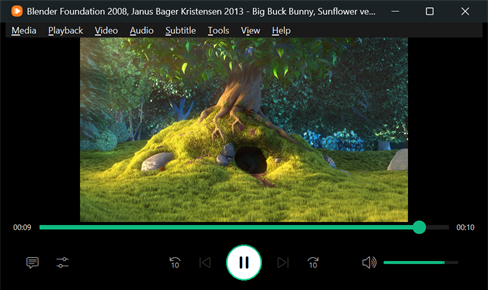 Blender Foundation 2008, Janus Bager Kristensen 2013 - Big Buck Bunny, Sunflower ve...
Media Playback Video Audio Subtitle Tools View Help
00:09 00:10
10 10